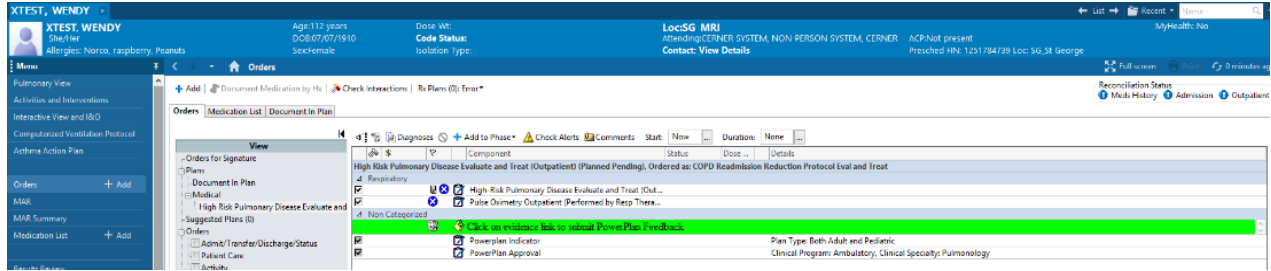 XTEST, WENDY
List Recent Name
XTEST, WENDY
She/Her
Allergies: Norco, raspberry, Peanuts
Age:112 years
DOB:07/07/1910
Sex:Female
Dose Wt:
Code Status:
Isolation Type:
Loc:SG MRI
Attending:CERNER SYSTEM, NON-PERSON SYSTEM, CERNER
Contact: View Details
ACP:Not present
Presched FIN: 1251784739 Loc: SG_St George
MyHealth: No
Menu
Orders
Full screen Print 0 minutes ag
Pulmonary View
Activities and Interventions
Interactive View and I&O
Computerized Ventilation Protocol
Asthma Action Plan
Orders + Add
MAR
MAR Summary
Medication List + Add
Results Review
+ Add Document Medication by Hx Check Interactions Rx Plans (0): Error
Reconciliation Status
Meds History Admission Outpatient
Orders Medication List Document In Plan
View
Orders for Signature
Plans
Document In Plan
Medical
High Risk Pulmonary Disease Evaluate and
Suggested Plans (0)
Orders
Admit/Transfer/Discharge/Status
Patient Care
Activity
Diagnoses + Add to Phase Check Alerts Comments Start: Now ... Duration: None ...
$ Component Status Dose ... Details
High Risk Pulmonary Disease Evaluate and Treat (Outpatient) (Planned Pending), Ordered as: COPD Readmission Reduction Protocol Eval and Treat
Respiratory
High-Risk Pulmonary Disease Evaluate and Treat (Out...
Pulse Oximetry Outpatient (Performed by Resp Thera...
Non Categorized
Click on evidence link to submit PowerPlan Feedback
Powerplan Indicator Plan Type: Both Adult and Pediatric
PowerPlan Approval Clinical Program: Ambulatory, Clinical Specialty: Pulmonology